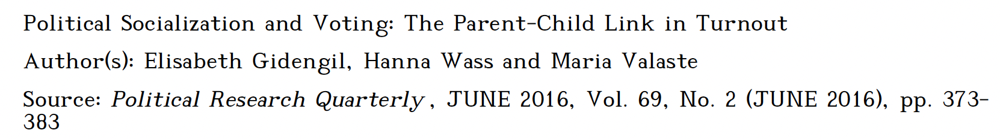 Political Socialization and Voting: The Parent-Child Link in Turnout
Author(s): Elisabeth Gidengil, Hanna Wass and Maria Valaste
Source: Political Research Quarterly , JUNE 2016, Vol. 69, No. 2 (JUNE 2016), pp. 373-
383